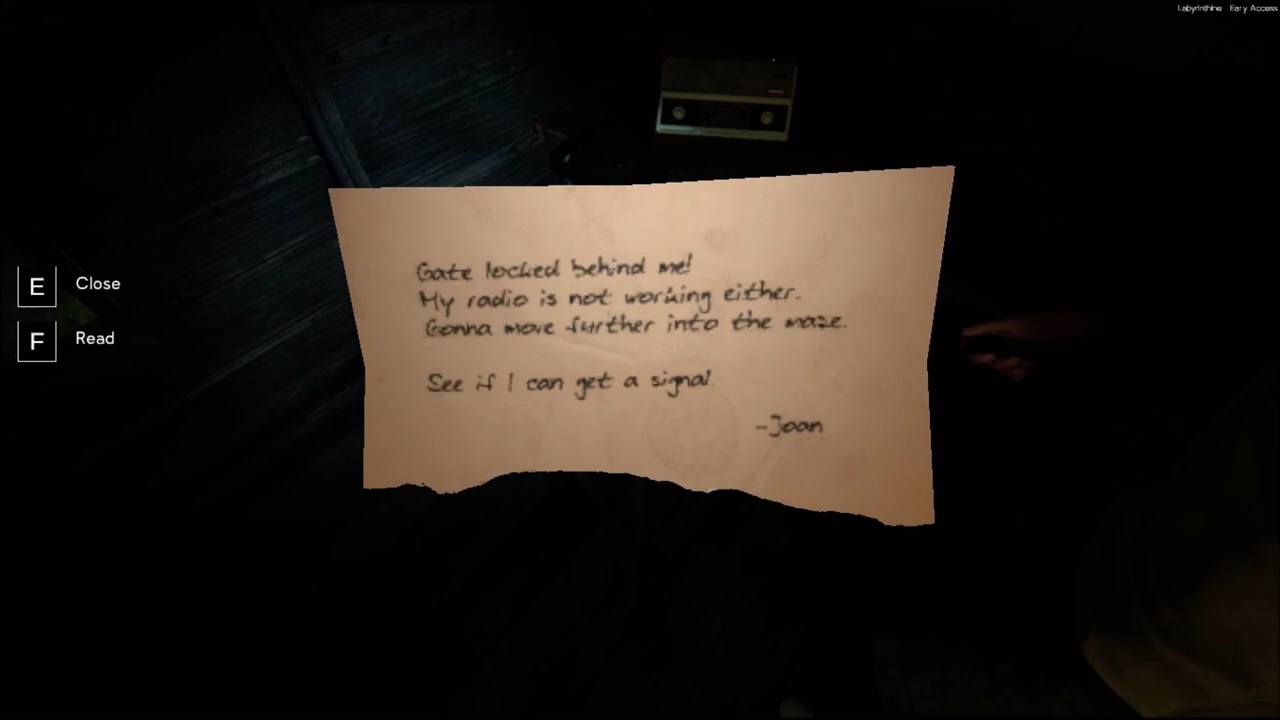 Labyrinthine Early Access
Gate locked behind me!
My radio is not working either.
Gonna move further into the maze.
See if I can get a signal
-Joan
E Close
F Read